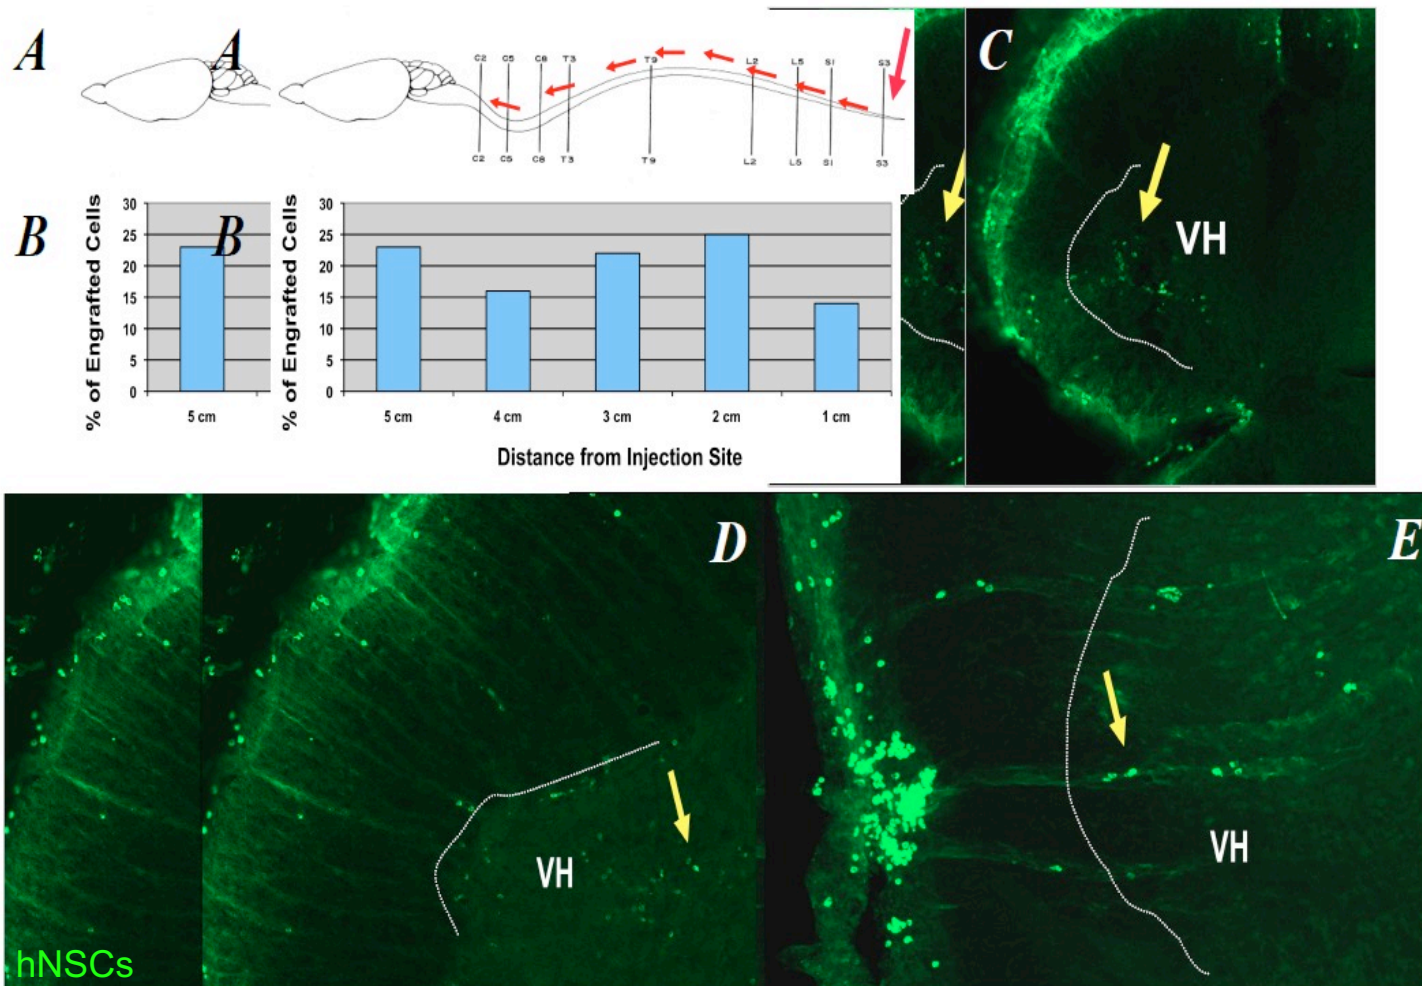 A
A
C2 C5 C8 T3 T9 L2 L5 S1 S3
C2 C5 C8 T3 T9 L2 L5 S1 S3
B
% of Engrafted Cells
30
25
20
15
10
5
0
5 cm
B
% of Engrafted Cells
30
25
20
15
10
5
0
5 cm 4 cm 3 cm 2 cm 1 cm
Distance from Injection Site
C
VH
D
VH
hNSCs
E
VH